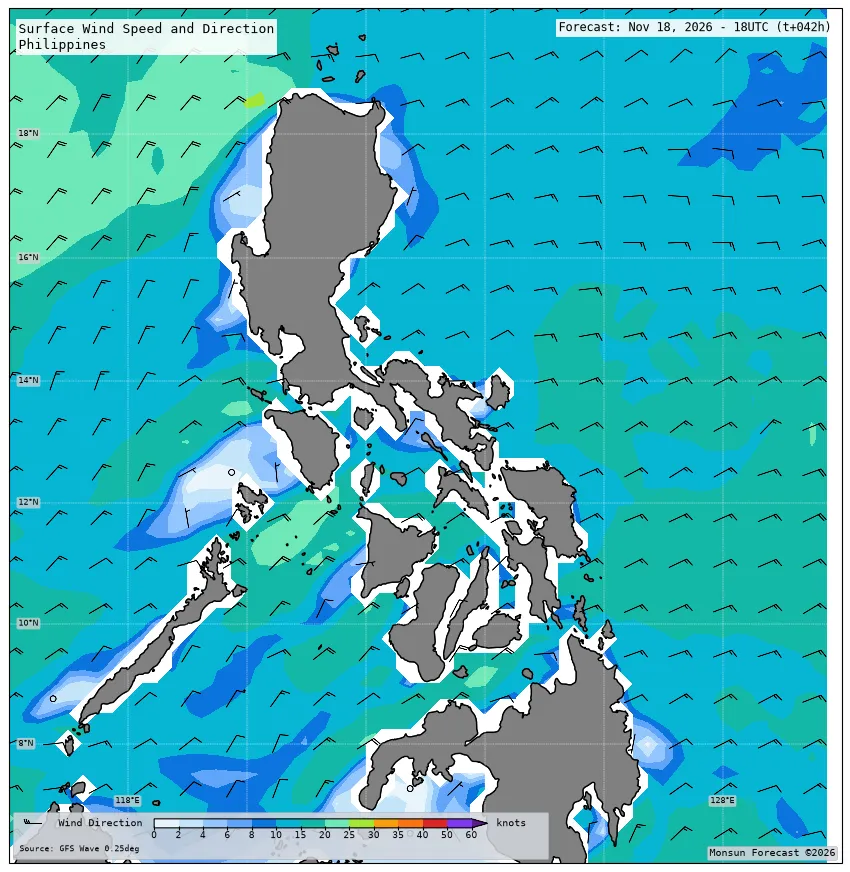 Surface Wind Speed and Direction
Philippines
Forecast: Nov 18, 2026 - 18UTC (t+042h)
18°N
16°N
14°N
12°N
10°N
8°N
118°E
128°E
Wind Direction
0 2 4 6 8 10 15 20 25 30 35 40 50 60 knots
Source: GFS Wave 0.25deg
Monsun Forecast ©2026